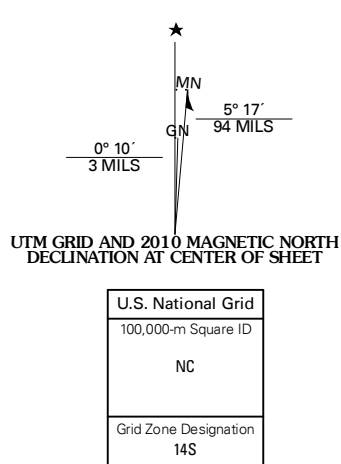 MN
5° 17´
94 MILS
GN
0° 10´
3 MILS
UTM GRID AND 2010 MAGNETIC NORTH
DECLINATION AT CENTER OF SHEET
U.S. National Grid
100,000-m Square ID
NC
Grid Zone Designation
14S